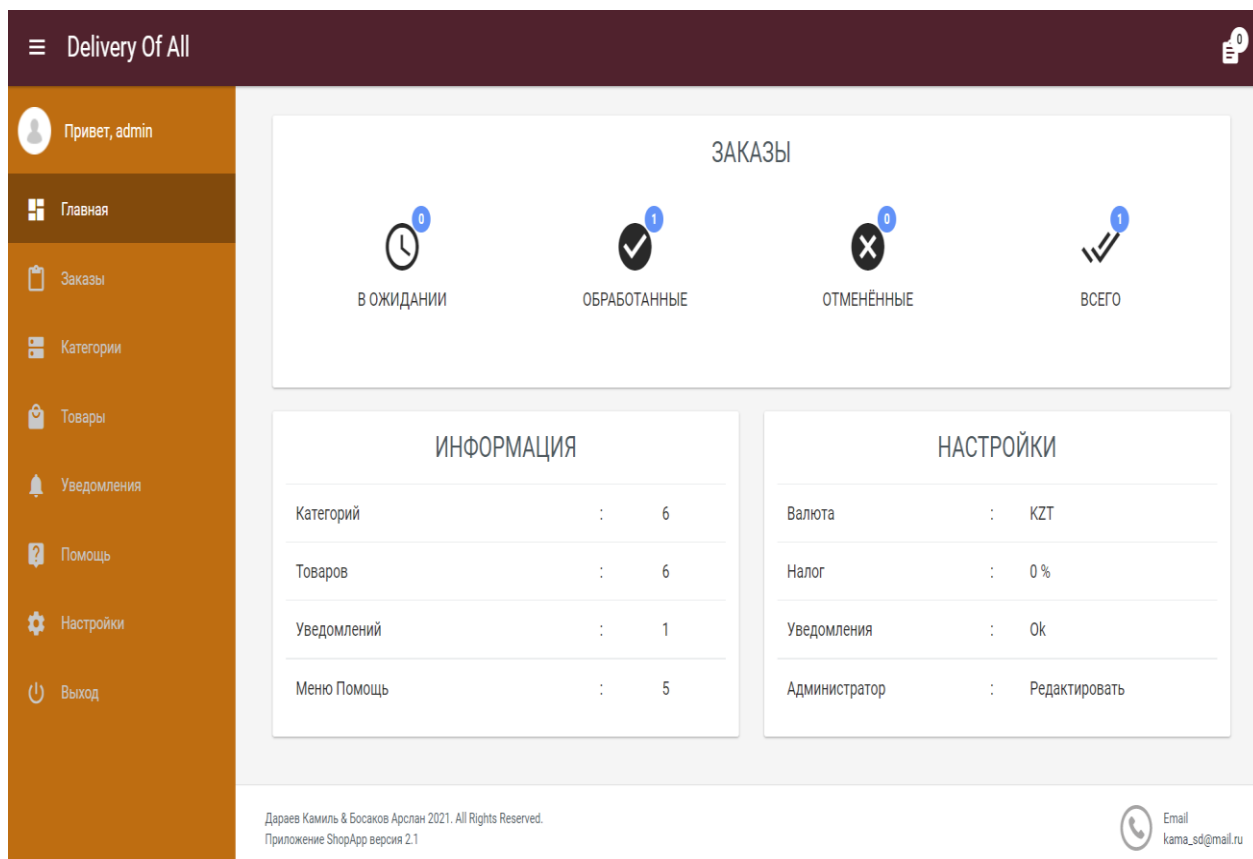 Delivery Of All
0
Привет, admin
Главная
Заказы
Категории
Товары
Уведомления
Помощь
Настройки
Выход
ЗАКАЗЫ
0 1 0 1
В ОЖИДАНИИ ОБРАБОТАННЫЕ ОТМЕНЁННЫЕ ВСЕГО
ИНФОРМАЦИЯ
Категорий : 6
Товаров : 6
Уведомлений : 1
Меню Помощь : 5
НАСТРОЙКИ
Валюта : KZT
Налог : 0 %
Уведомления : Ok
Администратор : Редактировать
Дараев Камиль & Босаков Арслан 2021. All Rights Reserved.
Приложение ShopApp версия 2.1
Email
kama_sd@mail.ru